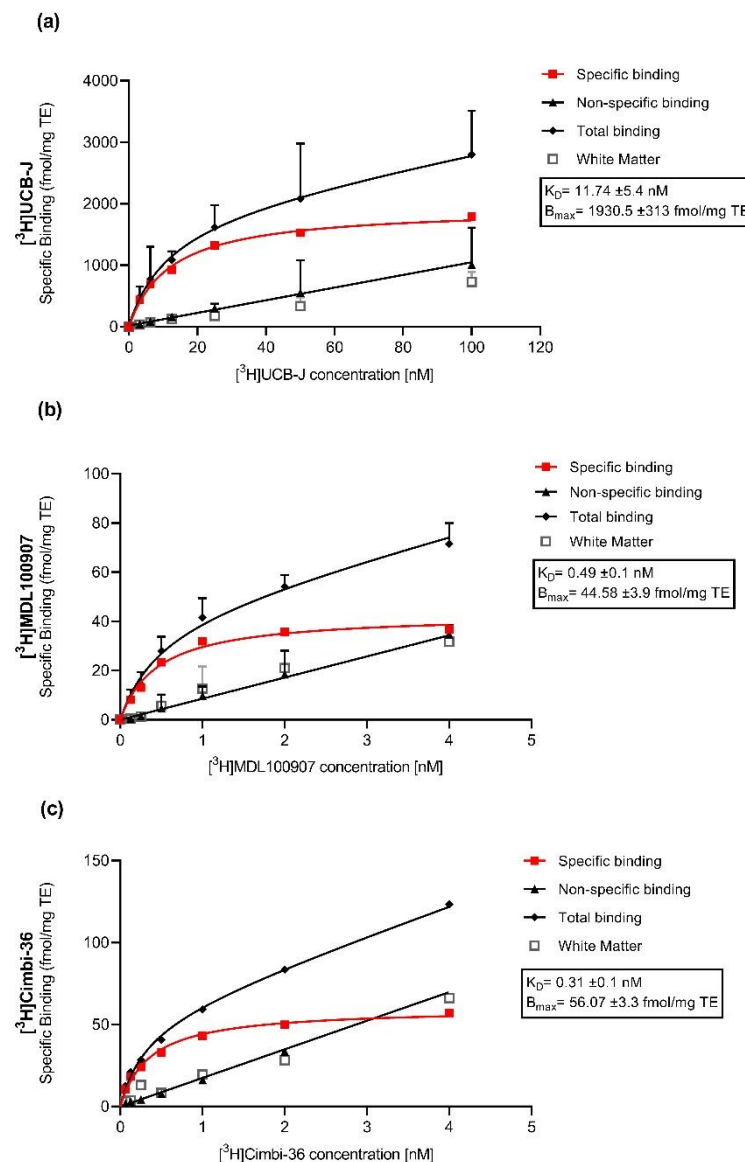 (a)
[³H]UCB-J
Specific Binding (fmol/mg TE)
4000
3000
2000
1000
0
0 20 40 60 80 100 120
[³H]UCB-J concentration [nM]
Specific binding
Non-specific binding
Total binding
White Matter
K_D= 11.74 ±5.4 nM
B_max= 1930.5 ±313 fmol/mg TE
(b)
[³H]MDL100907
Specific Binding (fmol/mg TE)
100
80
60
40
20
0
0 1 2 3 4 5
[³H]MDL100907 concentration [nM]
Specific binding
Non-specific binding
Total binding
White Matter
K_D= 0.49 ±0.1 nM
B_max= 44.58 ±3.9 fmol/mg TE
(c)
[³H]Cimbi-36
Specific Binding (fmol/mg TE)
150
100
50
0
0 1 2 3 4 5
[³H]Cimbi-36 concentration [nM]
Specific binding
Non-specific binding
Total binding
White Matter
K_D= 0.31 ±0.1 nM
B_max= 56.07 ±3.3 fmol/mg TE